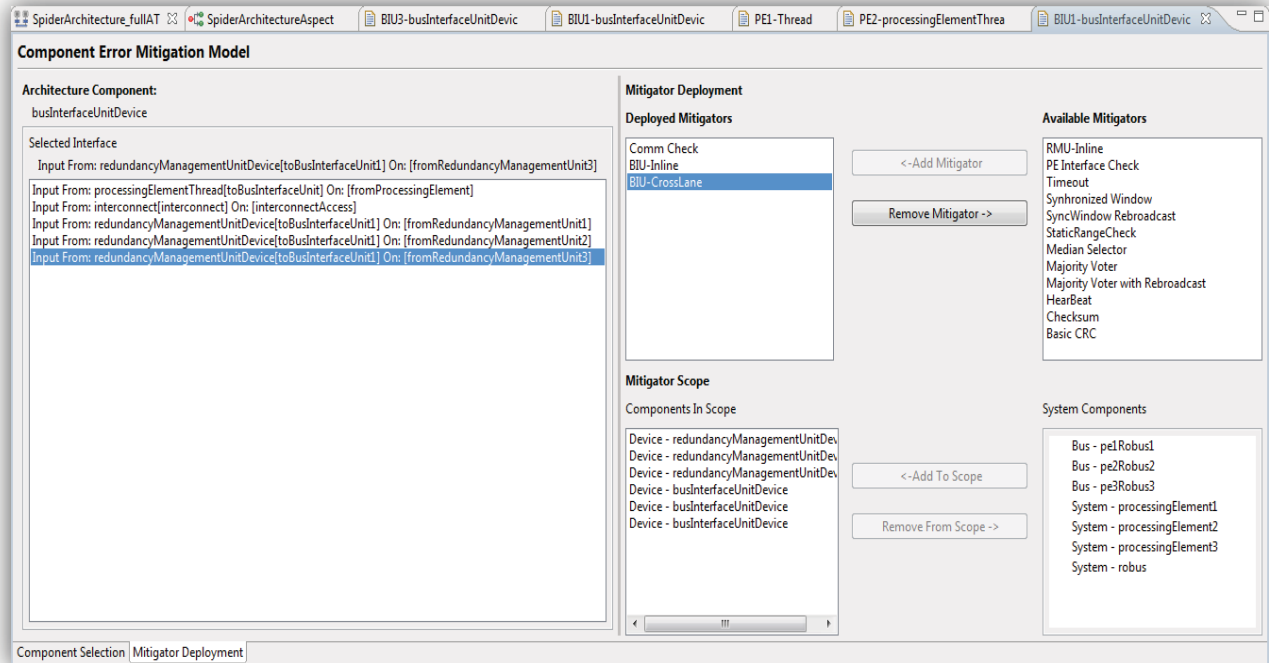 SpiderArchitecture_fullAT
SpiderArchitectureAspect
BIU3-busInterfaceUnitDevic
BIU1-busInterfaceUnitDevic
PE1-Thread
PE2-processingElementThrea
BIU1-busInterfaceUnitDevic
Component Error Mitigation Model
Architecture Component:
busInterfaceUnitDevice
Selected Interface
Input From: redundancyManagementUnitDevice[toBusInterfaceUnit1] On: [fromRedundancyManagementUnit3]
Input From: processingElementThread[toBusInterfaceUnit] On: [fromProcessingElement]
Input From: interconnect[interconnect] On: [interconnectAccess]
Input From: redundancyManagementUnitDevice[toBusInterfaceUnit1] On: [fromRedundancyManagementUnit1]
Input From: redundancyManagementUnitDevice[toBusInterfaceUnit1] On: [fromRedundancyManagementUnit2]
Input From: redundancyManagementUnitDevice[toBusInterfaceUnit1] On: [fromRedundancyManagementUnit3]
Mitigator Deployment
Deployed Mitigators
Comm Check
BIU-Inline
BIU-CrossLane
<-Add Mitigator
Remove Mitigator ->
Available Mitigators
RMU-Inline
PE Interface Check
Timeout
Synhronized Window
SyncWindow Rebroadcast
StaticRangeCheck
Median Selector
Majority Voter
Majority Voter with Rebroadcast
HearBeat
Checksum
Basic CRC
Mitigator Scope
Components In Scope
Device - redundancyManagementUnitDev
Device - redundancyManagementUnitDev
Device - redundancyManagementUnitDev
Device - busInterfaceUnitDevice
Device - busInterfaceUnitDevice
Device - busInterfaceUnitDevice
<-Add To Scope
Remove From Scope ->
System Components
Bus - pe1Robus1
Bus - pe2Robus2
Bus - pe3Robus3
System - processingElement1
System - processingElement2
System - processingElement3
System - robus
Component Selection
Mitigator Deployment